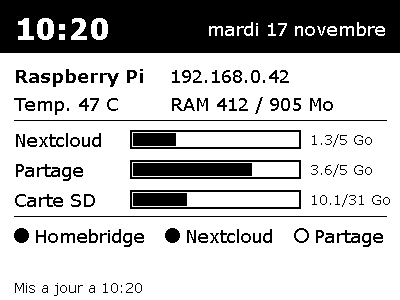 10:20 mardi 17 novembre
Raspberry Pi 192.168.0.42
Temp. 47 C RAM 412 / 905 Mo
Nextcloud 1.3/5 Go
Partage 3.6/5 Go
Carte SD 10.1/31 Go
Homebridge Nextcloud Partage
Mis a jour a 10:20